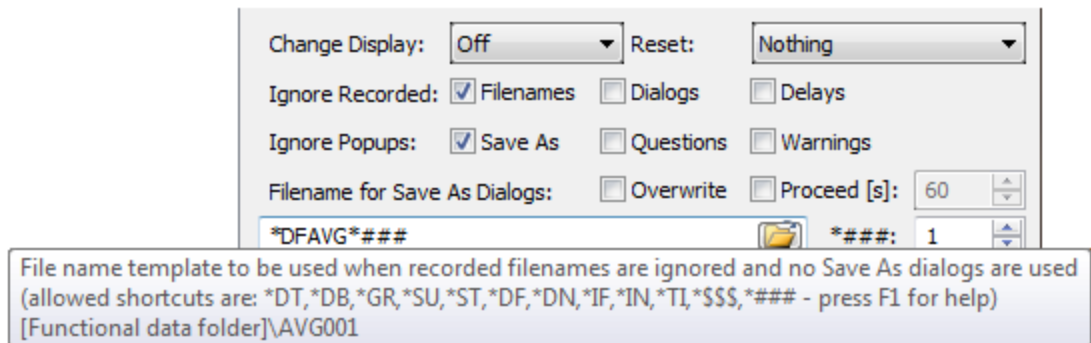 Change Display: Off Reset: Nothing
Ignore Recorded: Filenames Dialogs Delays
Ignore Popups: Save As Questions Warnings
Filename for Save As Dialogs: Overwrite Proceed [s]: 60
*DFAVG*### *###: 1
File name template to be used when recorded filenames are ignored and no Save As dialogs are used
(allowed shortcuts are: *DT,*DB,*GR,*SU,*ST,*DF,*DN,*IF,*IN,*TI,*$$$,*### - press F1 for help)
[Functional data folder]\AVG001